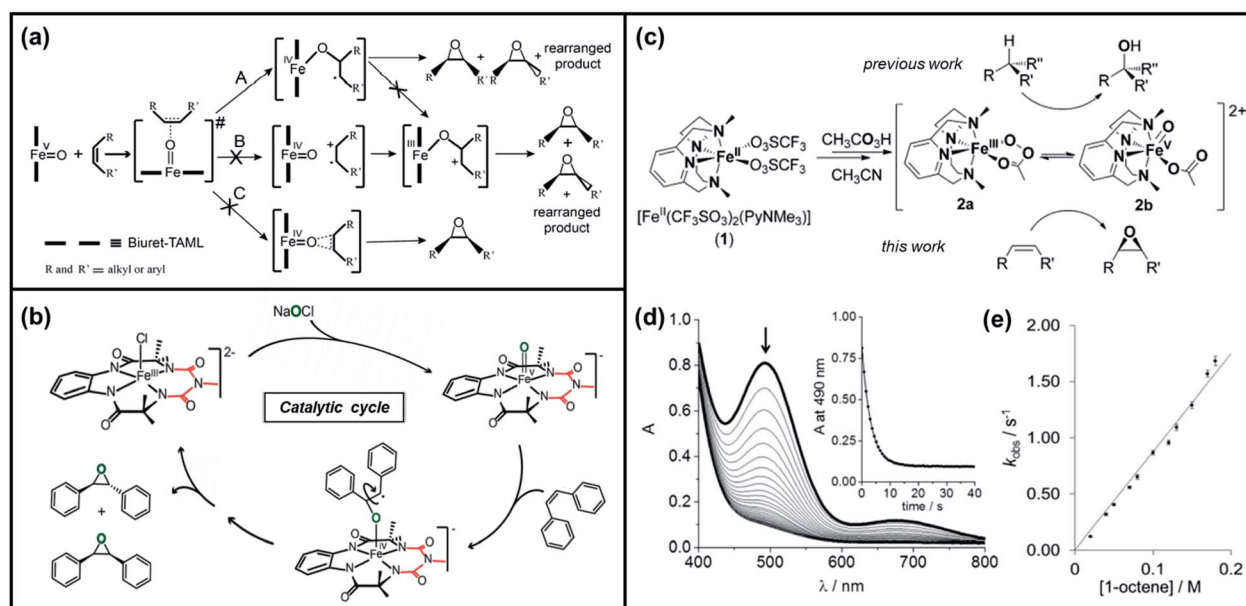 (a)
A
B
C
#
Fe
V
O
+
R
R'
IV
Fe
O
R
R'
+
rearranged
product
Fe=O
+
III
Fe
O
R
R'
+
rearranged
product
IV
Fe=O
R
R'
O
≡ Biuret-TAML
R and R' = alkyl or aryl
(b)
NaOCl
Cl
Fe III
N
O
2-
O
Fe V
N
O
-
Catalytic cycle
O
+
O
O
Fe IV
N
O
-
(c)
previous work
H
R
R''
R'
OH
R
R''
R'
N
Fe II
O3SCF3
O3SCF3
[FeII(CF3SO3)2(PyNMe3)]
(1)
CH3CO3H
CH3CN
N
Fe III
O
O
2a
N
Fe V
O
O
2b
2+
this work
R
R'
O
R
R'
(d)
A
1.0
0.8
0.6
0.4
0.2
0.0
400
500
600
700
800
λ / nm
A at 490 nm
1.00
0.75
0.50
0.25
0.00
0
10
20
30
40
time / s
(e)
kobs / s-1
2.00
1.50
1.00
0.50
0.00
0
0.1
0.2
[1-octene] / M